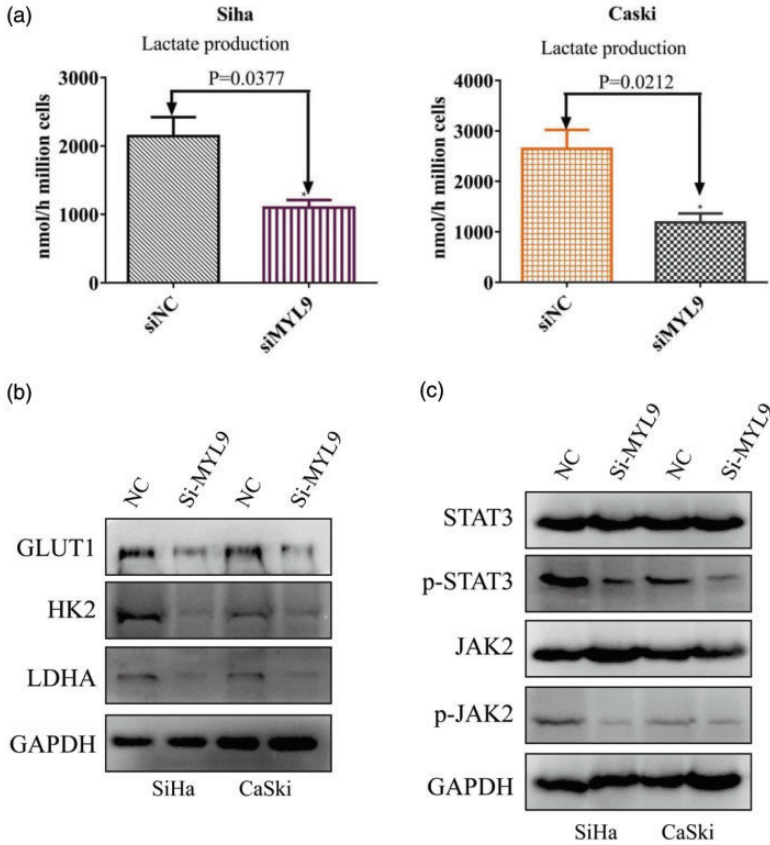 (a)
Siha
Lactate production
P=0.0377
nmol/h million cells
3000
2000
1000
0
siNC
siMYL9
*
Caski
Lactate production
P=0.0212
nmol/h million cells
4000
3000
2000
1000
0
siNC
siMYL9
*
(b)
NC
Si-MYL9
NC
Si-MYL9
GLUT1
HK2
LDHA
GAPDH
SiHa CaSki
(c)
NC
Si-MYL9
NC
Si-MYL9
STAT3
p-STAT3
JAK2
p-JAK2
GAPDH
SiHa CaSki